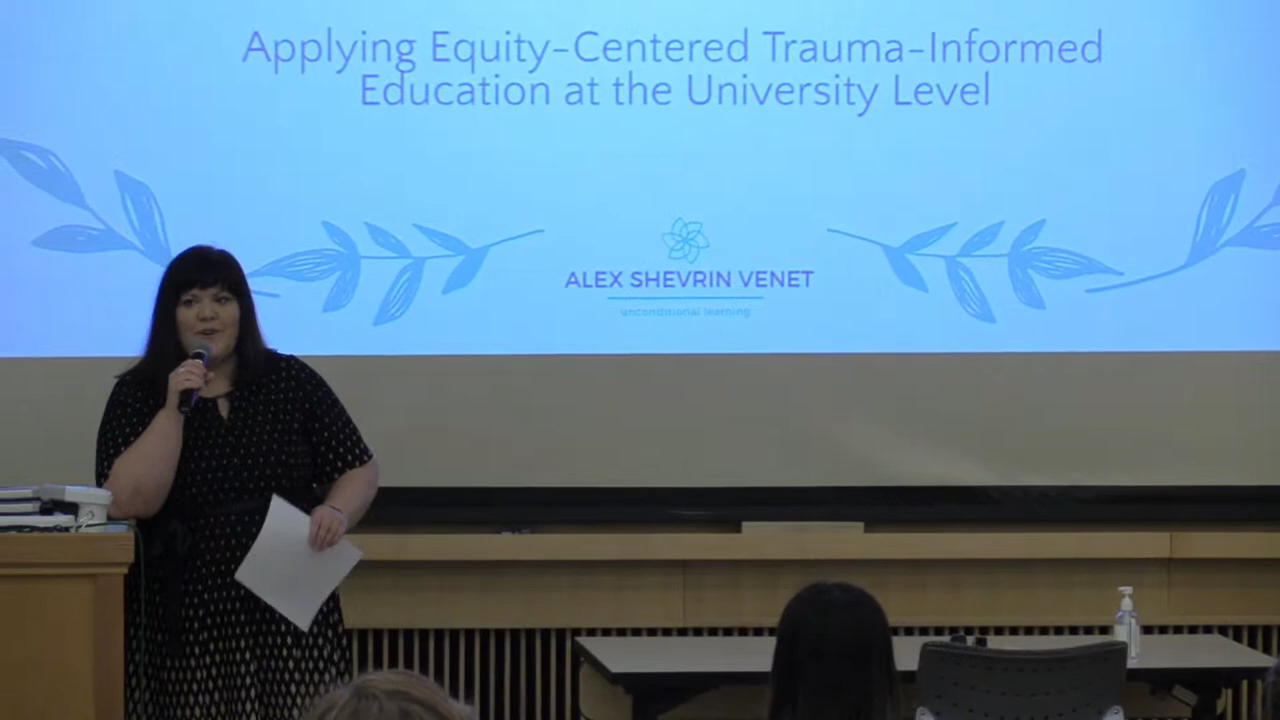 Applying Equity-Centered Trauma-Informed
Education at the University Level
ALEX SHEVRIN VENET
unconditional learning